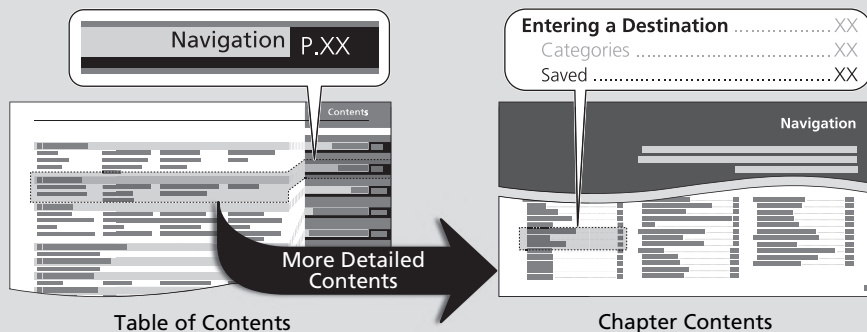 Navigation P.XX
Entering a Destination ................ XX
Categories ................................ XX
Saved ....................................... XX
Contents
Navigation
More Detailed
Contents
Table of Contents
Chapter Contents